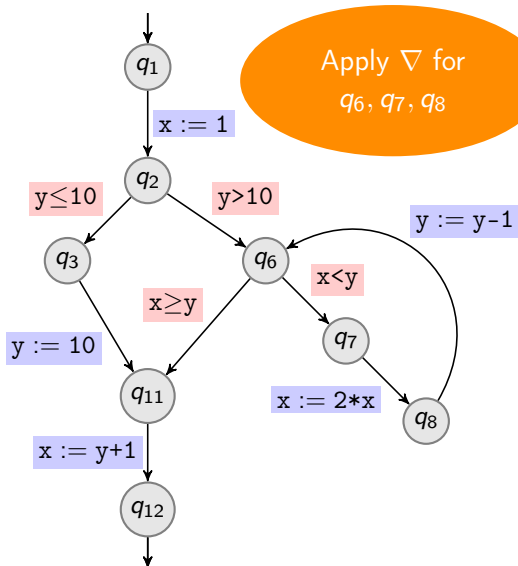 q1
Apply ∇ for
q6, q7, q8
x := 1
q2
y≤10
y>10
y := y-1
q3
q6
x<y
x≥y
q7
y := 10
x := 2*x
q11
q8
x := y+1
q12